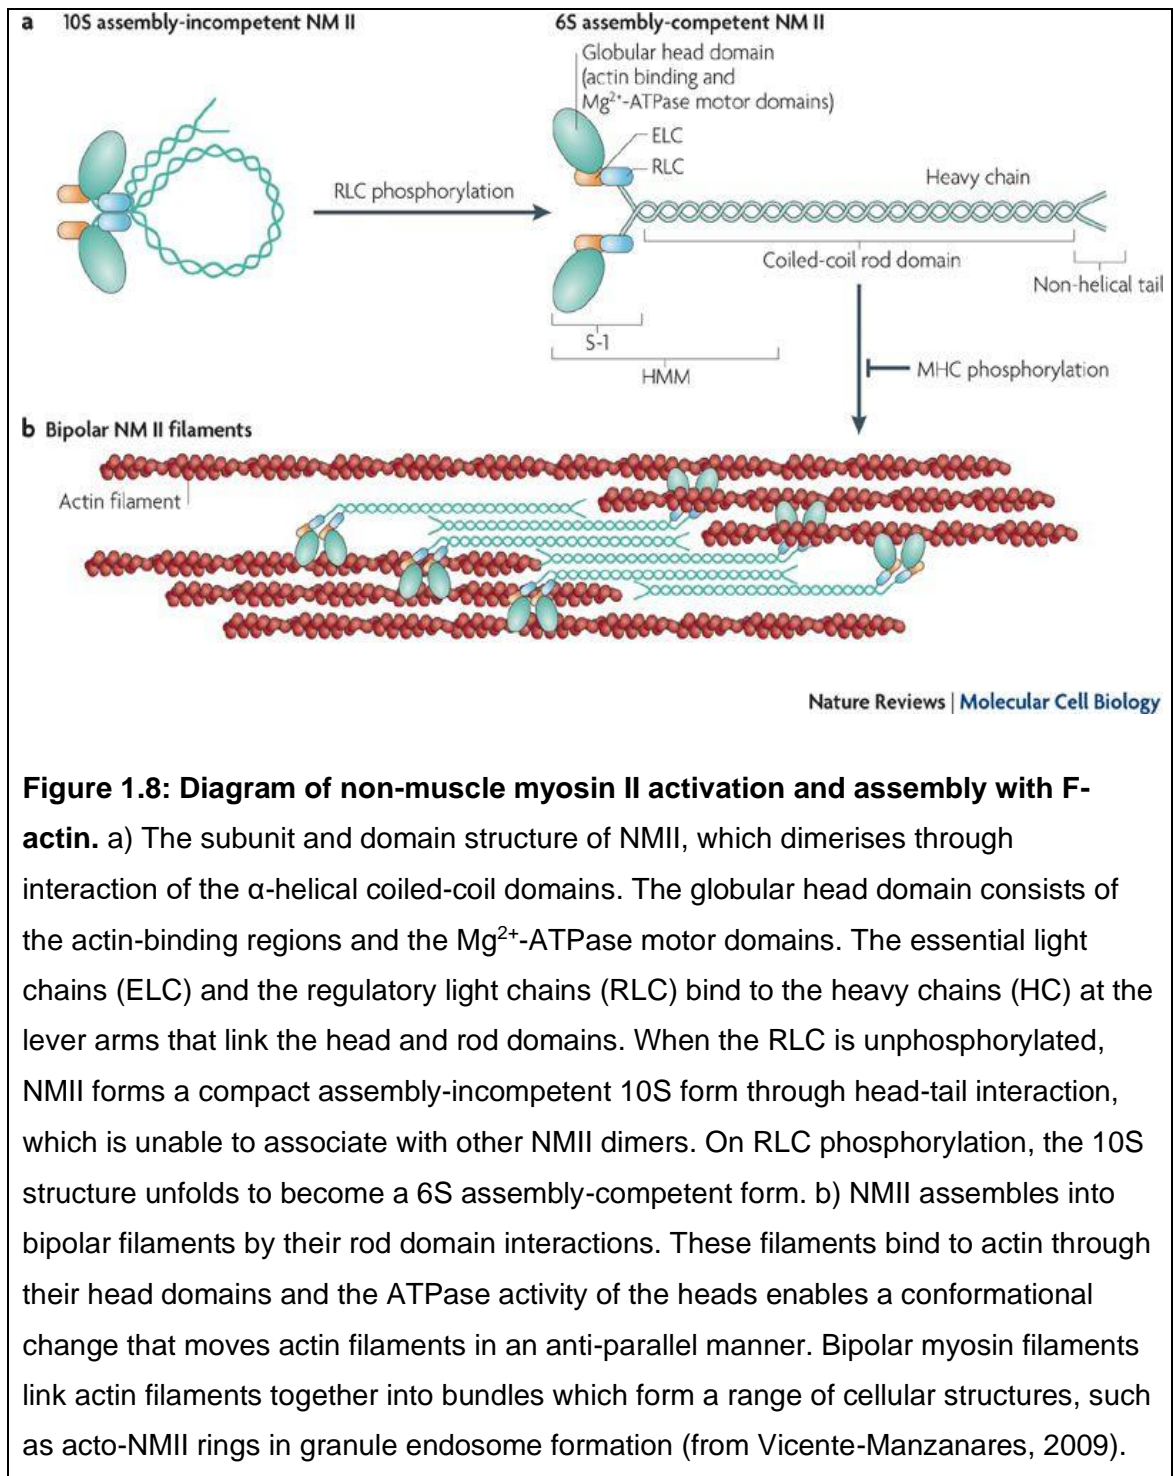 a 10S assembly-incompetent NM II
6S assembly-competent NM II
Globular head domain
(actin binding and
Mg²⁺-ATPase motor domains)
ELC
RLC
RLC phosphorylation
Heavy chain
Coiled-coil rod domain
Non-helical tail
S-1
HMM
MHC phosphorylation
b Bipolar NM II filaments
Actin filament
Nature Reviews | Molecular Cell Biology
Figure 1.8: Diagram of non-muscle myosin II activation and assembly with F-
actin. a) The subunit and domain structure of NMII, which dimerises through
interaction of the α-helical coiled-coil domains. The globular head domain consists of
the actin-binding regions and the Mg²⁺-ATPase motor domains. The essential light
chains (ELC) and the regulatory light chains (RLC) bind to the heavy chains (HC) at the
lever arms that link the head and rod domains. When the RLC is unphosphorylated,
NMII forms a compact assembly-incompetent 10S form through head-tail interaction,
which is unable to associate with other NMII dimers. On RLC phosphorylation, the 10S
structure unfolds to become a 6S assembly-competent form. b) NMII assembles into
bipolar filaments by their rod domain interactions. These filaments bind to actin through
their head domains and the ATPase activity of the heads enables a conformational
change that moves actin filaments in an anti-parallel manner. Bipolar myosin filaments
link actin filaments together into bundles which form a range of cellular structures, such
as acto-NMII rings in granule endosome formation (from Vicente-Manzanares, 2009).